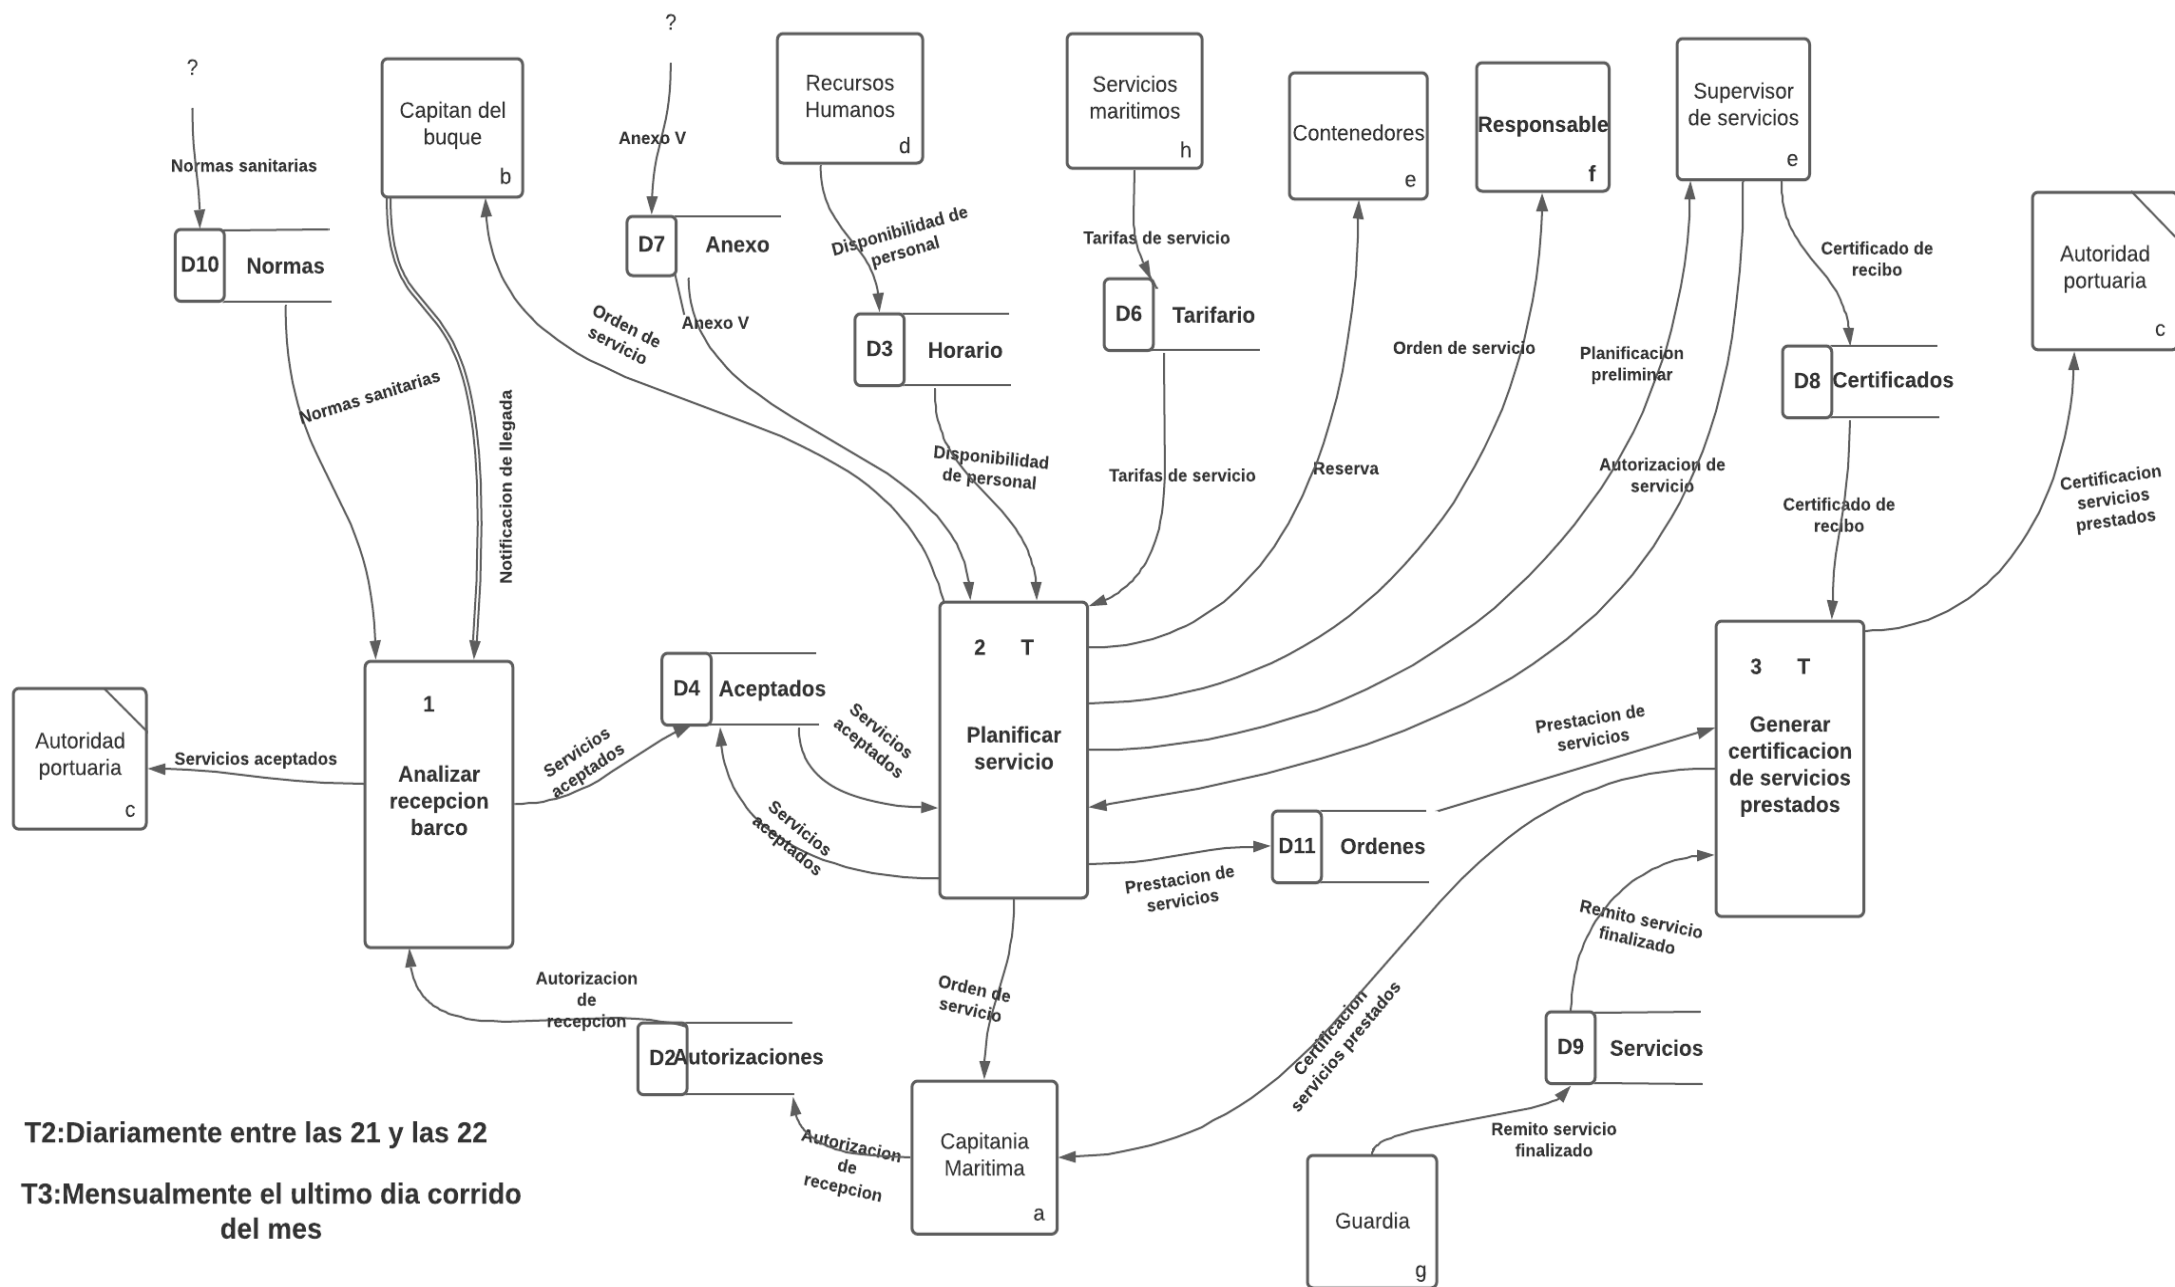 ?
?
Capitan del
buque
b
Recursos
Humanos
d
Servicios
maritimos
h
Contenedores
e
Responsable
f
Supervisor
de servicios
e
Normas sanitarias
Anexo V
D10
Normas
D7
Anexo
Disponibilidad de
personal
Tarifas de servicio
Certificado de
recibo
Autoridad
portuaria
c
D3
Horario
D6
Tarifario
D8
Certificados
Orden de
servicio
Anexo V
Orden de servicio
Planificacion
preliminar
Normas sanitarias
Notificacion de llegada
Disponibilidad
de personal
Tarifas de servicio
Reserva
Autorizacion de
servicio
Certificado de
recibo
Certificacion
servicios
prestados
Autoridad
portuaria
c
Servicios aceptados
1
Analizar
recepcion
barco
Servicios
aceptados
D4
Aceptados
Servicios
aceptados
Servicios
aceptados
2
T
Planificar
servicio
Prestacion de
servicios
D11
Ordenes
Prestacion de
servicios
3
T
Generar
certificacion
de servicios
prestados
Remito servicio
finalizado
Autorizacion
de
recepcion
D2
Autorizaciones
Orden de
servicio
Certificacion
servicios prestados
D9
Servicios
Autorizacion
de
recepcion
Capitania
Maritima
a
Remito servicio
finalizado
Guardia
g
T2:Diariamente entre las 21 y las 22
T3:Mensualmente el ultimo dia corrido
del mes